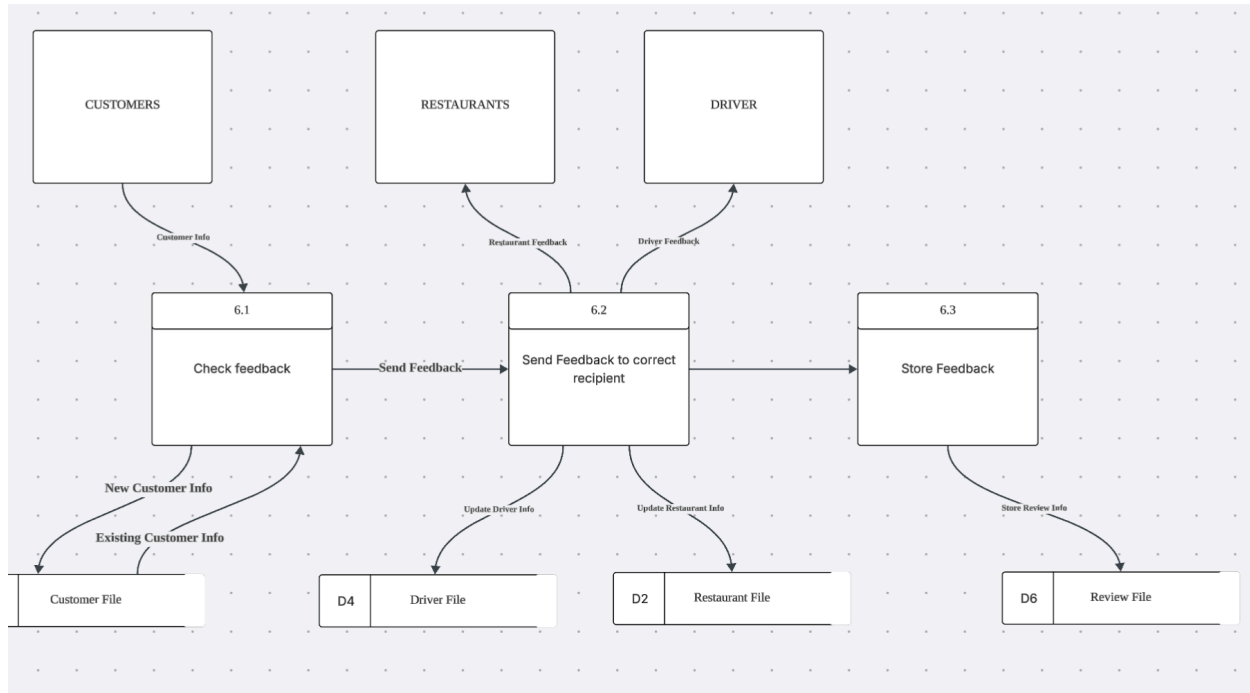 CUSTOMERS
RESTAURANTS
DRIVER
Customer Info
Restaurant Feedback
Driver Feedback
6.1
6.2
6.3
Check feedback
Send Feedback
Send Feedback to correct
recipient
Store Feedback
New Customer Info
Existing Customer Info
Update Driver Info
Update Restaurant Info
Store Review Info
Customer File
D4
Driver File
D2
Restaurant File
D6
Review File